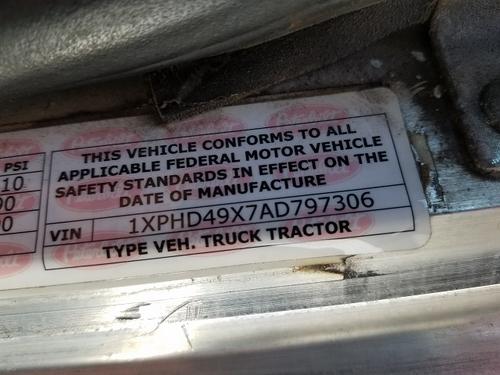 PSI
10
90
90
THIS VEHICLE CONFORMS TO ALL
APPLICABLE FEDERAL MOTOR VEHICLE
SAFETY STANDARDS IN EFFECT ON THE
DATE OF MANUFACTURE
VIN 1XPHD49X7AD797306
TYPE VEH. TRUCK TRACTOR